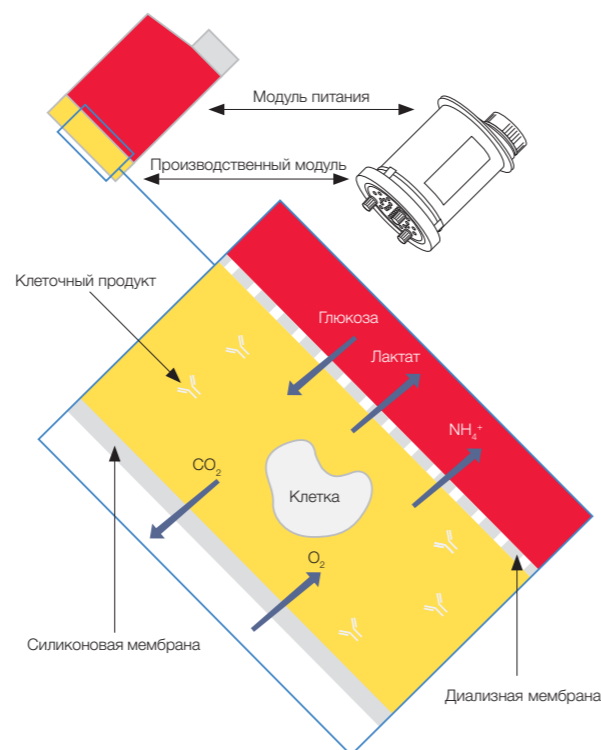 Модуль питания
Производственный модуль
Клеточный продукт
Глюкоза
Лактат
NH₄⁺
CO₂
Клетка
O₂
Силиконовая мембрана
Диализная мембрана